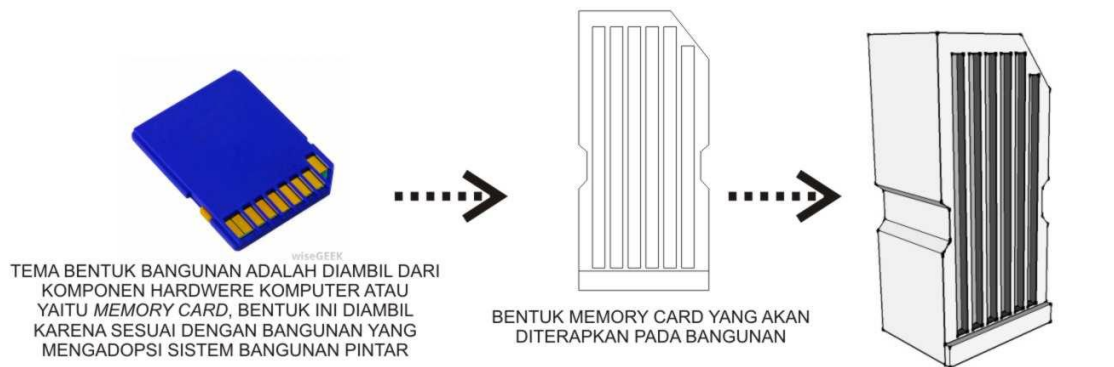 wiseGEEK
TEMA BENTUK BANGUNAN ADALAH DIAMBIL DARI
KOMPONEN HARDWERE KOMPUTER ATAU
YAITU MEMORY CARD, BENTUK INI DIAMBIL
KARENA SESUAI DENGAN BANGUNAN YANG
MENGADOPSI SISTEM BANGUNAN PINTAR
BENTUK MEMORY CARD YANG AKAN
DITERAPKAN PADA BANGUNAN